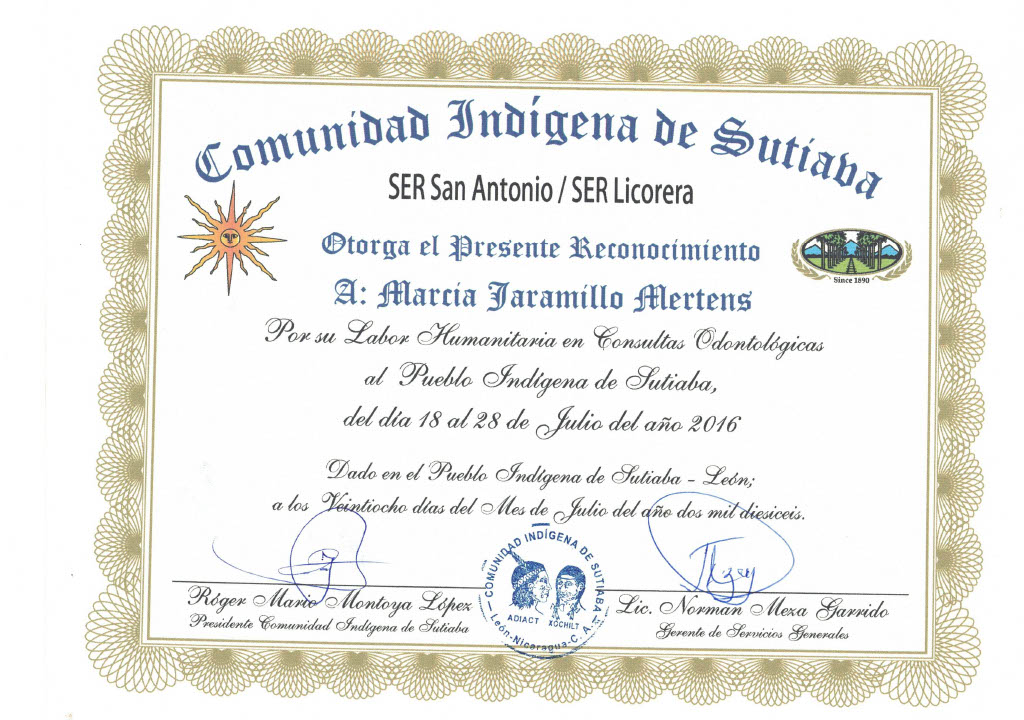 Comunidad Indígena de Sutiava
SER San Antonio / SER Licorera
Otorga el Presente Reconocimiento
Since 1890
A: Marcia Jaramillo Mertens
Por su Labor Humanitaria en Consultas Odontológicas
al Pueblo Indígena de Sutiaba,
del día 18 al 28 de Julio del año 2016
Dado en el Pueblo Indígena de Sutiaba - León;
a los Veintiocho días del Mes de Julio del año dos mil diesiceis.
COMUNIDAD INDÍGENA DE SUTIABA
ADIACT XOCHILT
León-Nicaragua-C.A.
Róger Mario Montoya López
Presidente Comunidad Indígena de Sutiaba
Lic. Norman Meza Garrido
Gerente de Servicios Generales